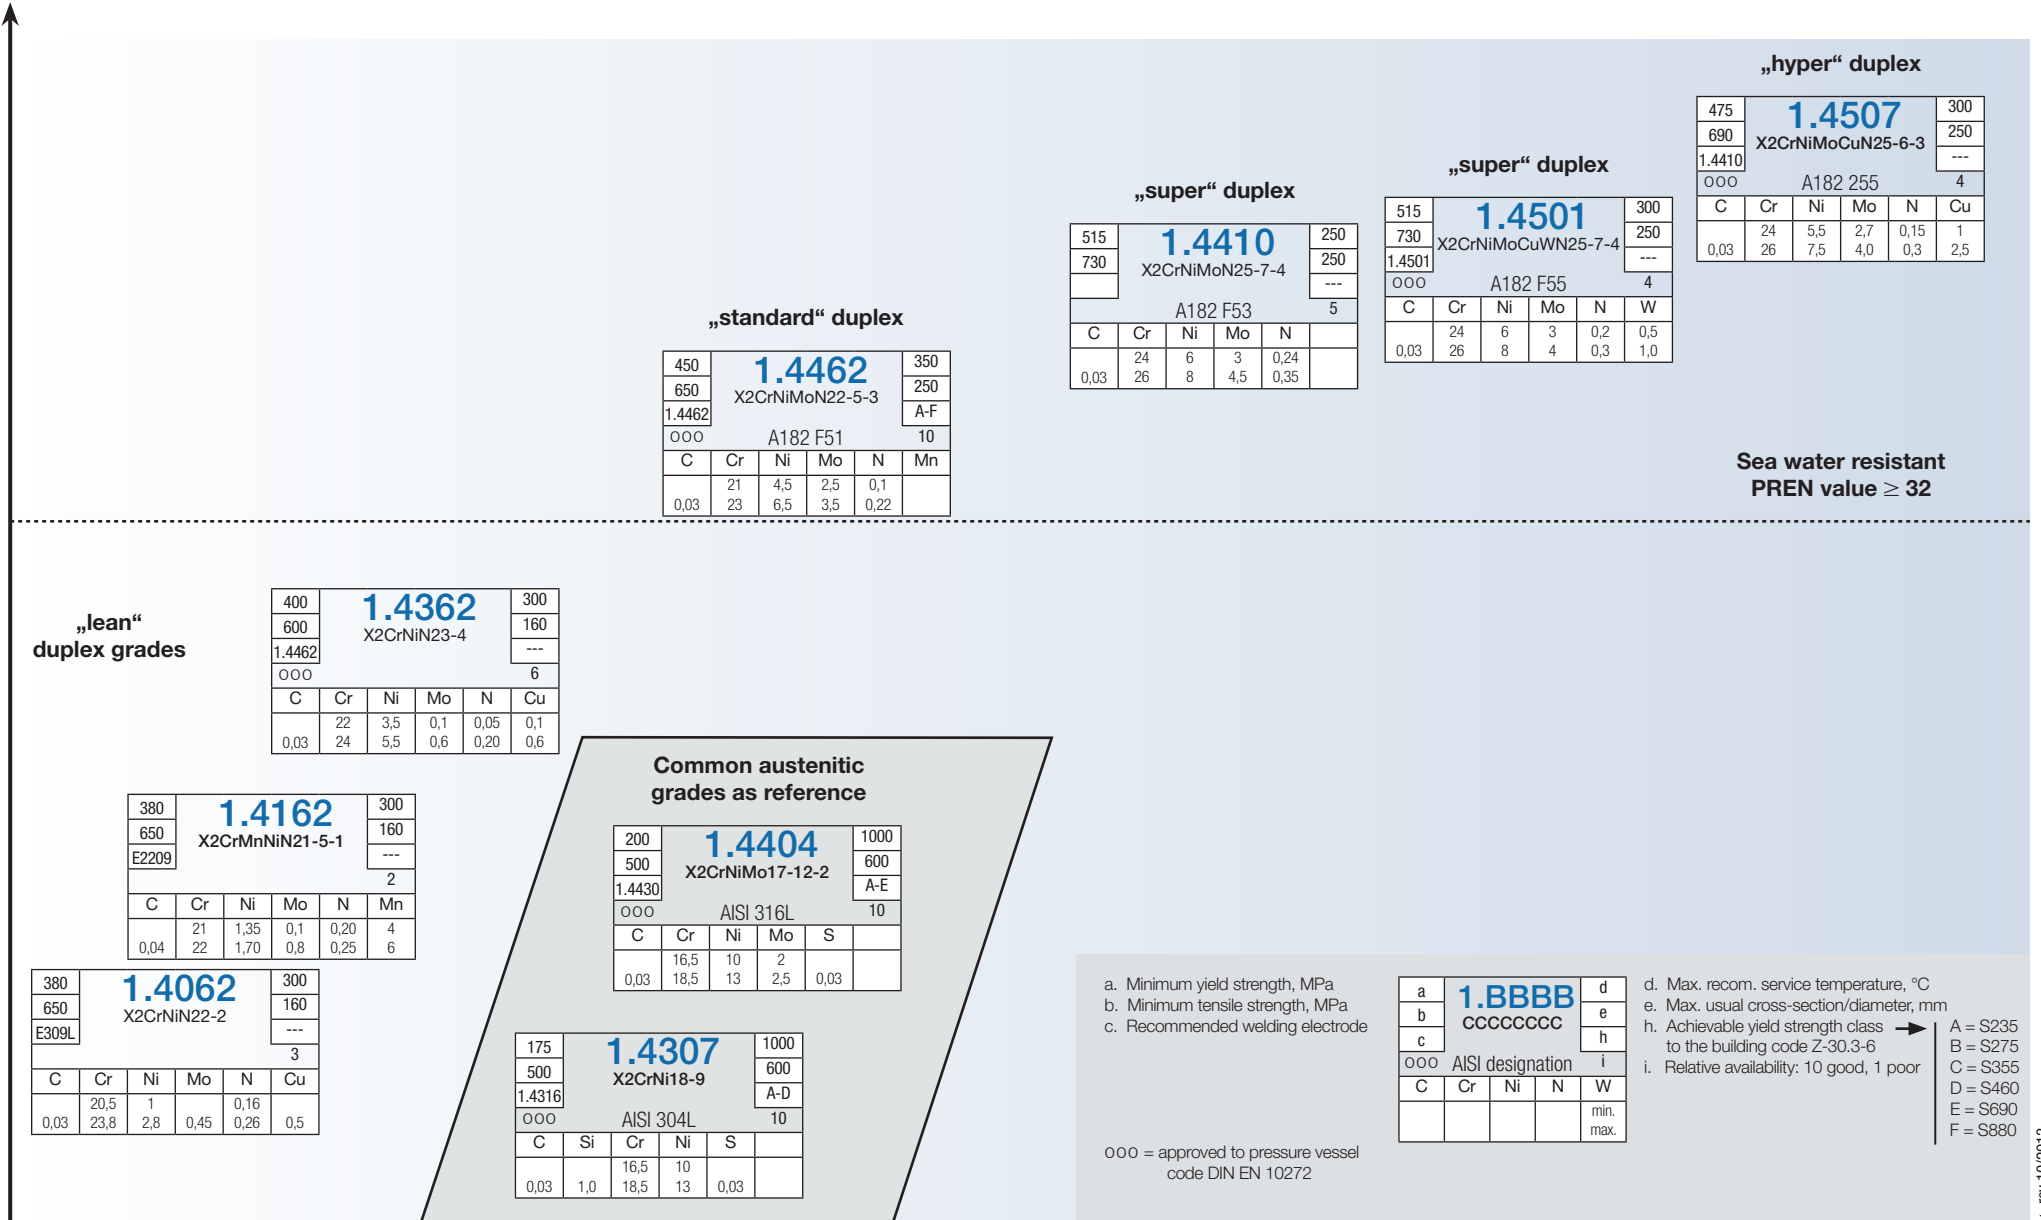 „hyper“ duplex
475 1.4507 300
690 X2CrNiMoCuN25-6-3 250
1.4410 ---
OOO A182 255 4
C Cr Ni Mo N Cu
24 5,5 2,7 0,15 1
0,03 26 7,5 4,0 0,3 2,5
„super“ duplex
515 1.4501 300
730 X2CrNiMoCuWN25-7-4 250
1.4501 ---
OOO A182 F55 4
C Cr Ni Mo N W
24 6 3 0,2 0,5
0,03 26 8 4 0,3 1,0
„super“ duplex
515 1.4410 250
730 X2CrNiMoN25-7-4 250
---
A182 F53 5
C Cr Ni Mo N
24 6 3 0,24
0,03 26 8 4,5 0,35
„standard“ duplex
450 1.4462 350
650 X2CrNiMoN22-5-3 250
1.4462 A-F
OOO A182 F51 10
C Cr Ni Mo N Mn
21 4,5 2,5 0,1
0,03 23 6,5 3,5 0,22
Sea water resistant
PREN value ≥ 32
„lean“
duplex grades
400 1.4362 300
600 X2CrNiN23-4 160
1.4462 ---
OOO 6
C Cr Ni Mo N Cu
22 3,5 0,1 0,05 0,1
0,03 24 5,5 0,6 0,20 0,6
380 1.4162 300
650 X2CrMnNiN21-5-1 160
E2209 ---
2
C Cr Ni Mo N Mn
21 1,35 0,1 0,20 4
0,04 22 1,70 0,8 0,25 6
380 1.4062 300
650 X2CrNiN22-2 160
E309L ---
3
C Cr Ni Mo N Cu
20,5 1 0,16
0,03 23,8 2,8 0,45 0,26 0,5
Common austenitic
grades as reference
200 1.4404 1000
500 X2CrNiMo17-12-2 600
1.4430 A-E
OOO AISI 316L 10
C Cr Ni Mo S
16,5 10 2
0,03 18,5 13 2,5 0,03
175 1.4307 1000
500 X2CrNi18-9 600
1.4316 A-D
OOO AISI 304L 10
C Si Cr Ni S
16,5 10
0,03 1,0 18,5 13 0,03
a. Minimum yield strength, MPa
b. Minimum tensile strength, MPa
c. Recommended welding electrode
OOO = approved to pressure vessel
code DIN EN 10272
a 1.BBBB d
b CCCCCCCC e
c h
OOO AISI designation i
C Cr Ni N W
min.
max.
d. Max. recom. service temperature, °C
e. Max. usual cross-section/diameter, mm
h. Achievable yield strength class
to the building code Z-30.3-6
i. Relative availability: 10 good, 1 poor
A = S235
B = S275
C = S355
D = S460
E = S690
F = S880
rev 10/2013